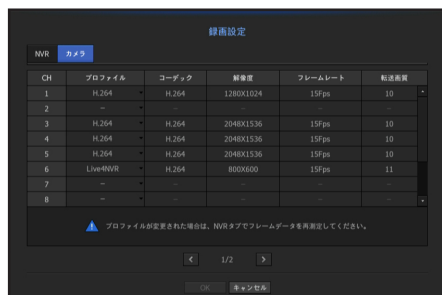 録画設定
NVR カメラ
CH プロファイル コーデック 解像度 フレームレート 転送画質
1 H.264 H.264 1280X1024 15Fps 10
2 – – – – –
3 H.264 H.264 2048X1536 15Fps 10
4 H.264 H.264 2048X1536 15Fps 10
5 H.264 H.264 2048X1536 15Fps 10
6 Live4NVR H.264 800X600 15Fps 11
7 – – – – –
8 – – – – –
プロファイルが変更された場合は、NVRタブでフレームデータを再測定してください。
< 1/2 >
OK キャンセル